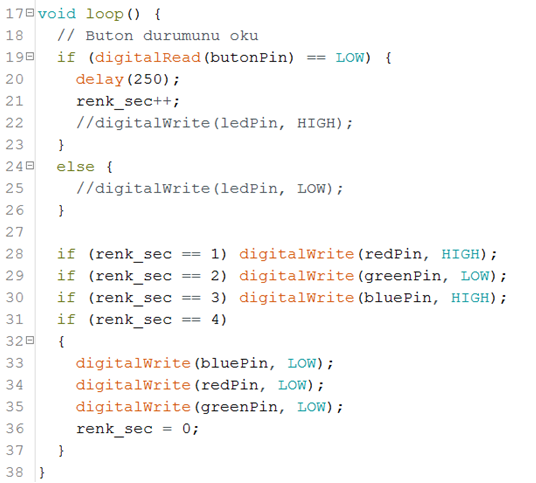 17 void loop() {
18   // Buton durumunu oku
19   if (digitalRead(butonPin) == LOW) {
20     delay(250);
21     renk_sec++;
22     //digitalWrite(ledPin, HIGH);
23   }
24   else {
25     //digitalWrite(ledPin, LOW);
26   }
27
28   if (renk_sec == 1) digitalWrite(redPin, HIGH);
29   if (renk_sec == 2) digitalWrite(greenPin, LOW);
30   if (renk_sec == 3) digitalWrite(bluePin, HIGH);
31   if (renk_sec == 4)
32   {
33     digitalWrite(bluePin, LOW);
34     digitalWrite(redPin, LOW);
35     digitalWrite(greenPin, LOW);
36     renk_sec = 0;
37   }
38 }